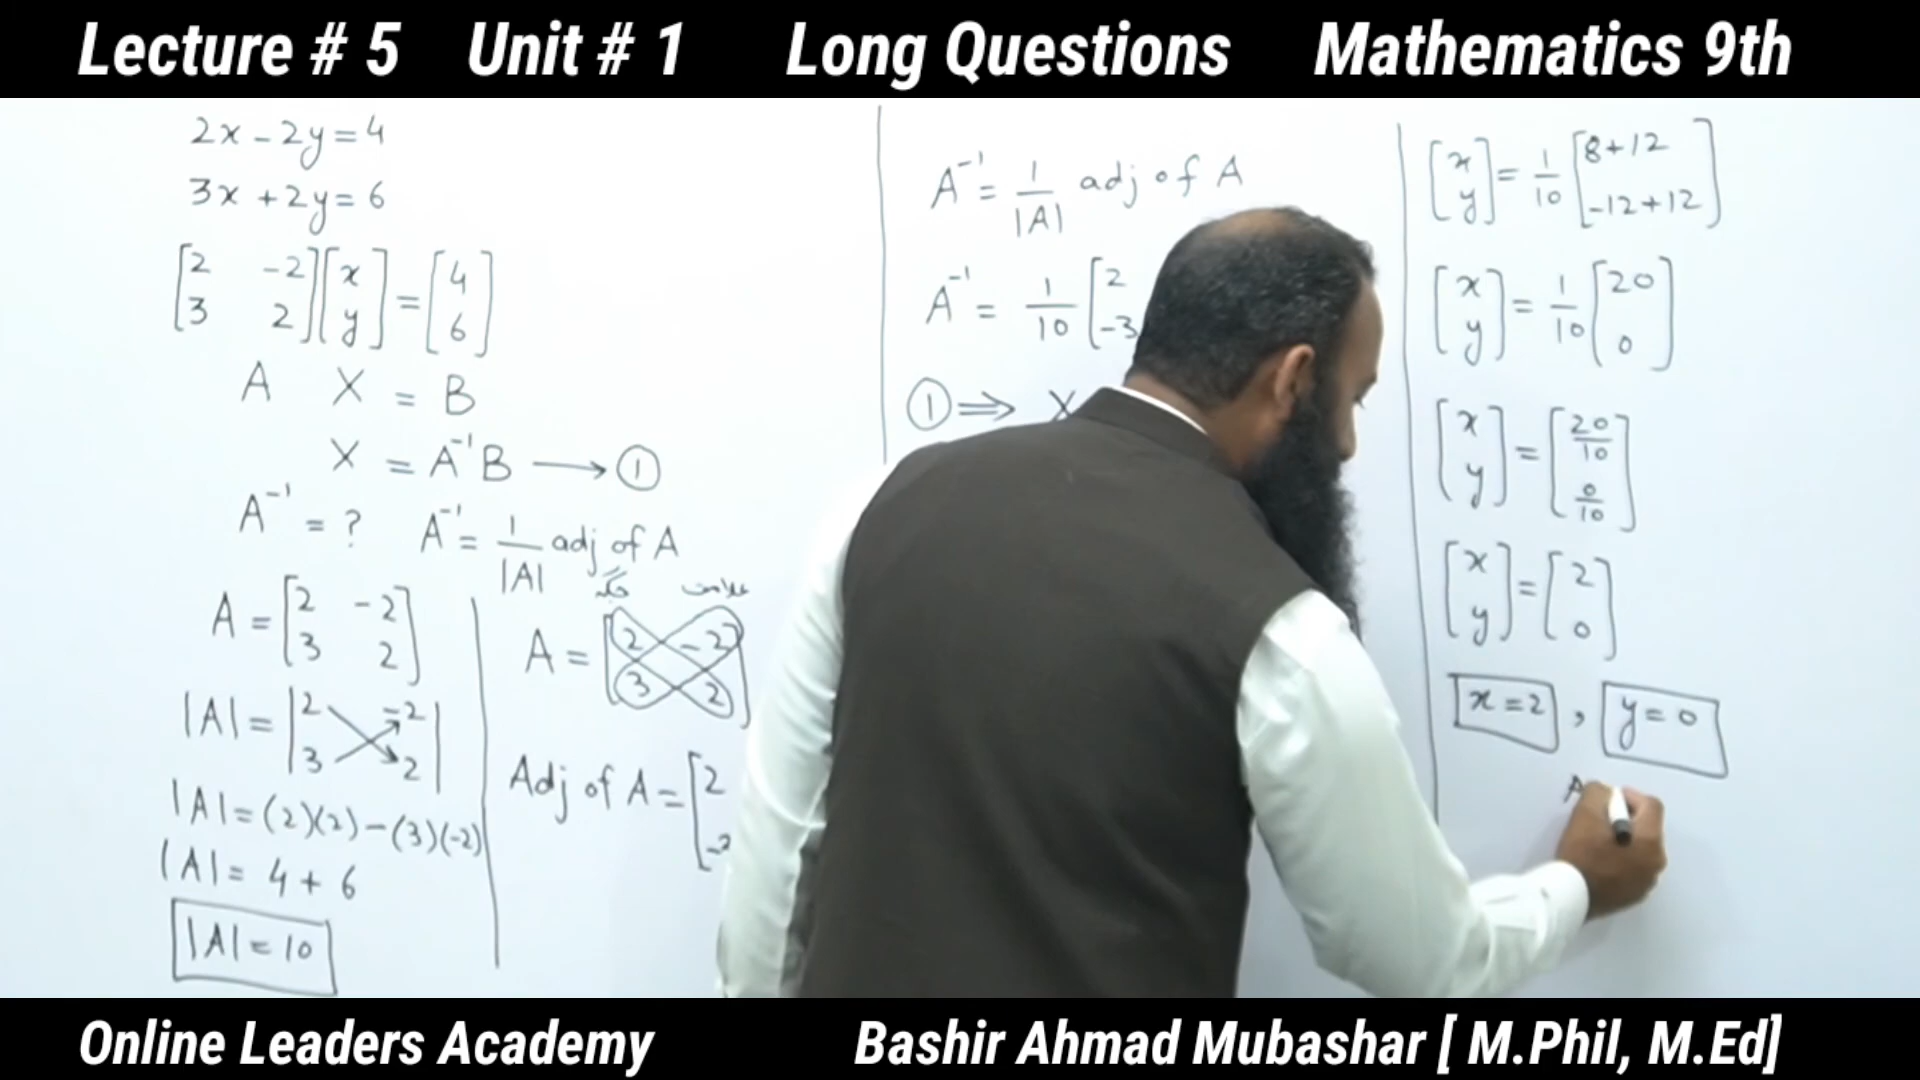 Lecture # 5 Unit # 1 Long Questions Mathematics 9th
2x - 2y = 4
3x + 2y = 6
[2 -2] [x] = [4]
[3 2] [y] [6]
A X = B
X = A⁻¹B ⟶ ①
A⁻¹ = ? A⁻¹ = 1/|A| adj of A
A = [2 -2]
[3 2]
|A| = |2 -2|
|3 2|
|A| = (2)(2) - (3)(-2)
|A| = 4 + 6
|A| = 10
جگہ علامت
A = [2 -2]
[3 2]
Adj of A = [2
A⁻¹ = 1/|A| adj of A
A⁻¹ = 1/10 [2
[-3
① ⟹ X
[x] = 1/10 [8+12]
[y] [-12+12]
[x] = 1/10 [20]
[y] [0]
[x] = [20/10]
[y] [0/10]
[x] = [2]
[y] [0]
x = 2 , y = 0
A
Online Leaders Academy Bashir Ahmad Mubashar [ M.Phil, M.Ed]